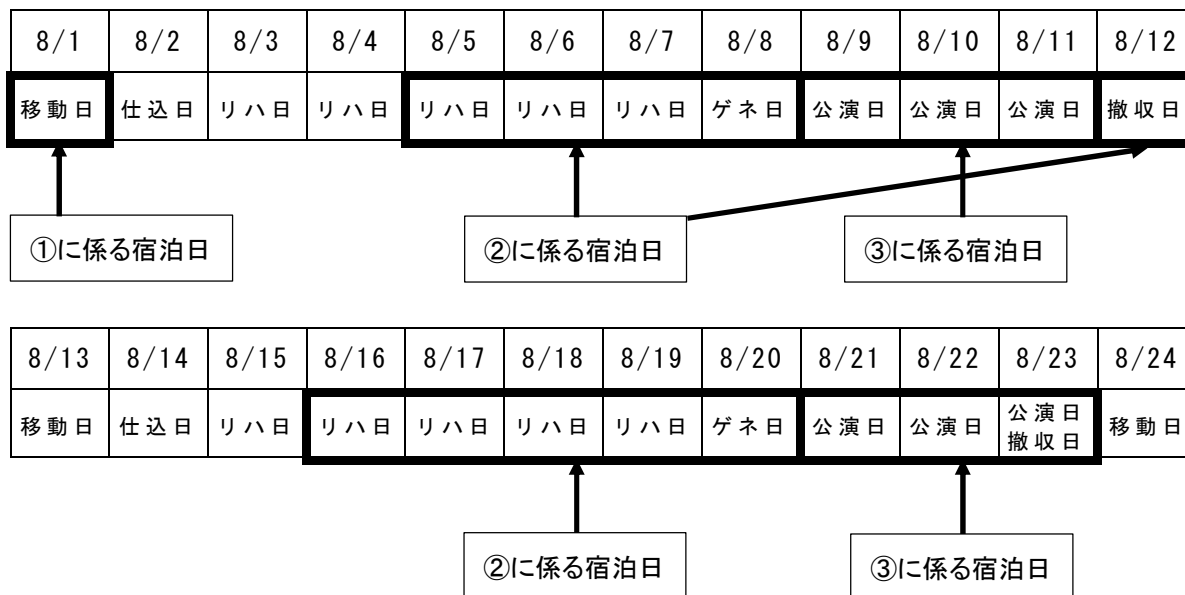 8/1 8/2 8/3 8/4 8/5 8/6 8/7 8/8 8/9 8/10 8/11 8/12
移動日 仕込日 リハ日 リハ日 リハ日 リハ日 リハ日 ゲネ日 公演日 公演日 公演日 撤収日
①に係る宿泊日 ②に係る宿泊日 ③に係る宿泊日
8/13 8/14 8/15 8/16 8/17 8/18 8/19 8/20 8/21 8/22 8/23 8/24
移動日 仕込日 リハ日 リハ日 リハ日 リハ日 リハ日 ゲネ日 公演日 公演日 公演日 移動日
撤収日
②に係る宿泊日 ③に係る宿泊日